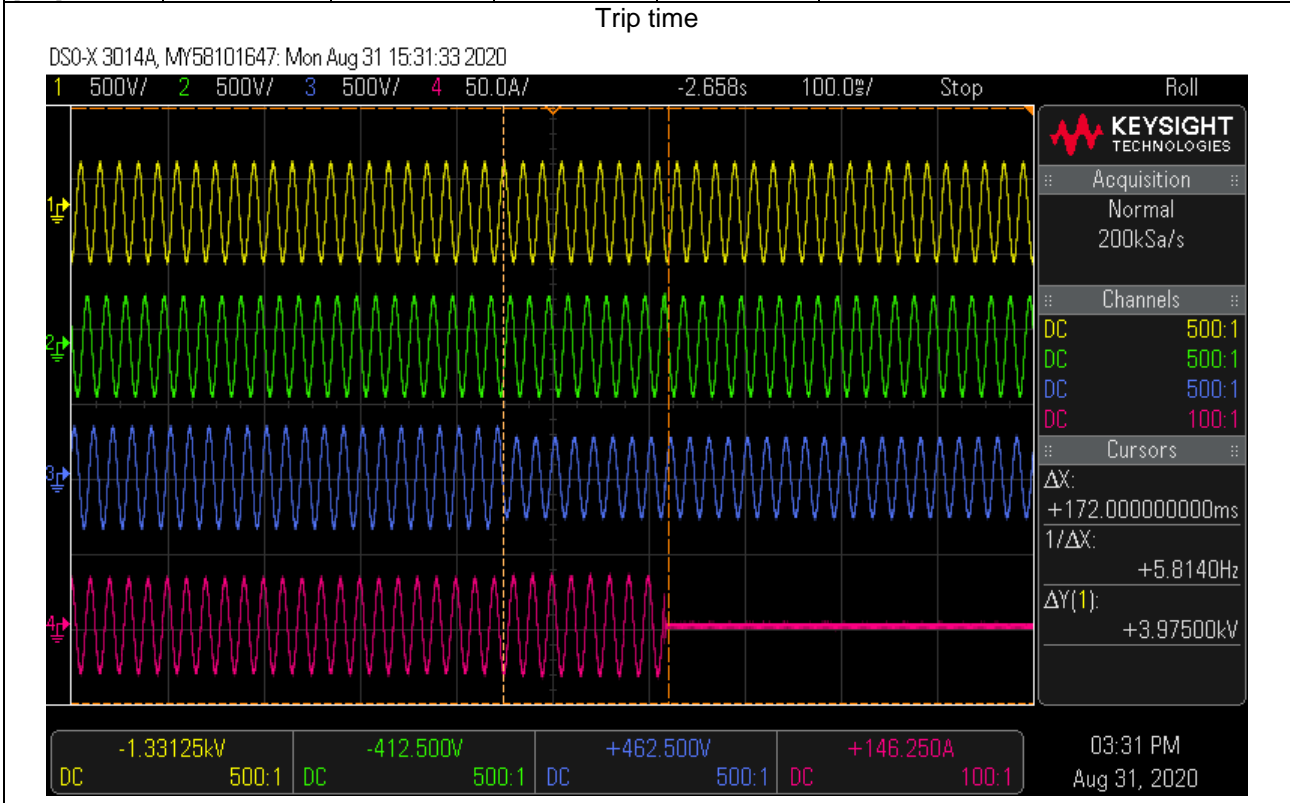 Trip time
DSO-X 3014A, MY58101647: Mon Aug 31 15:31:33 2020
1 500V/ 2 500V/ 3 500V/ 4 50.0A/ -2.658s 100.0ms/ Stop Roll
KEYSIGHT
TECHNOLOGIES
Acquisition
Normal
200kSa/s
Channels
DC 500:1
DC 500:1
DC 500:1
DC 100:1
Cursors
ΔX:
+172.000000000ms
1/ΔX:
+5.8140Hz
ΔY(1):
+3.97500kV
1
2
3
4
-1.33125kV -412.500V +462.500V +146.250A
DC 500:1 DC 500:1 DC 500:1 DC 100:1
03:31 PM
Aug 31, 2020